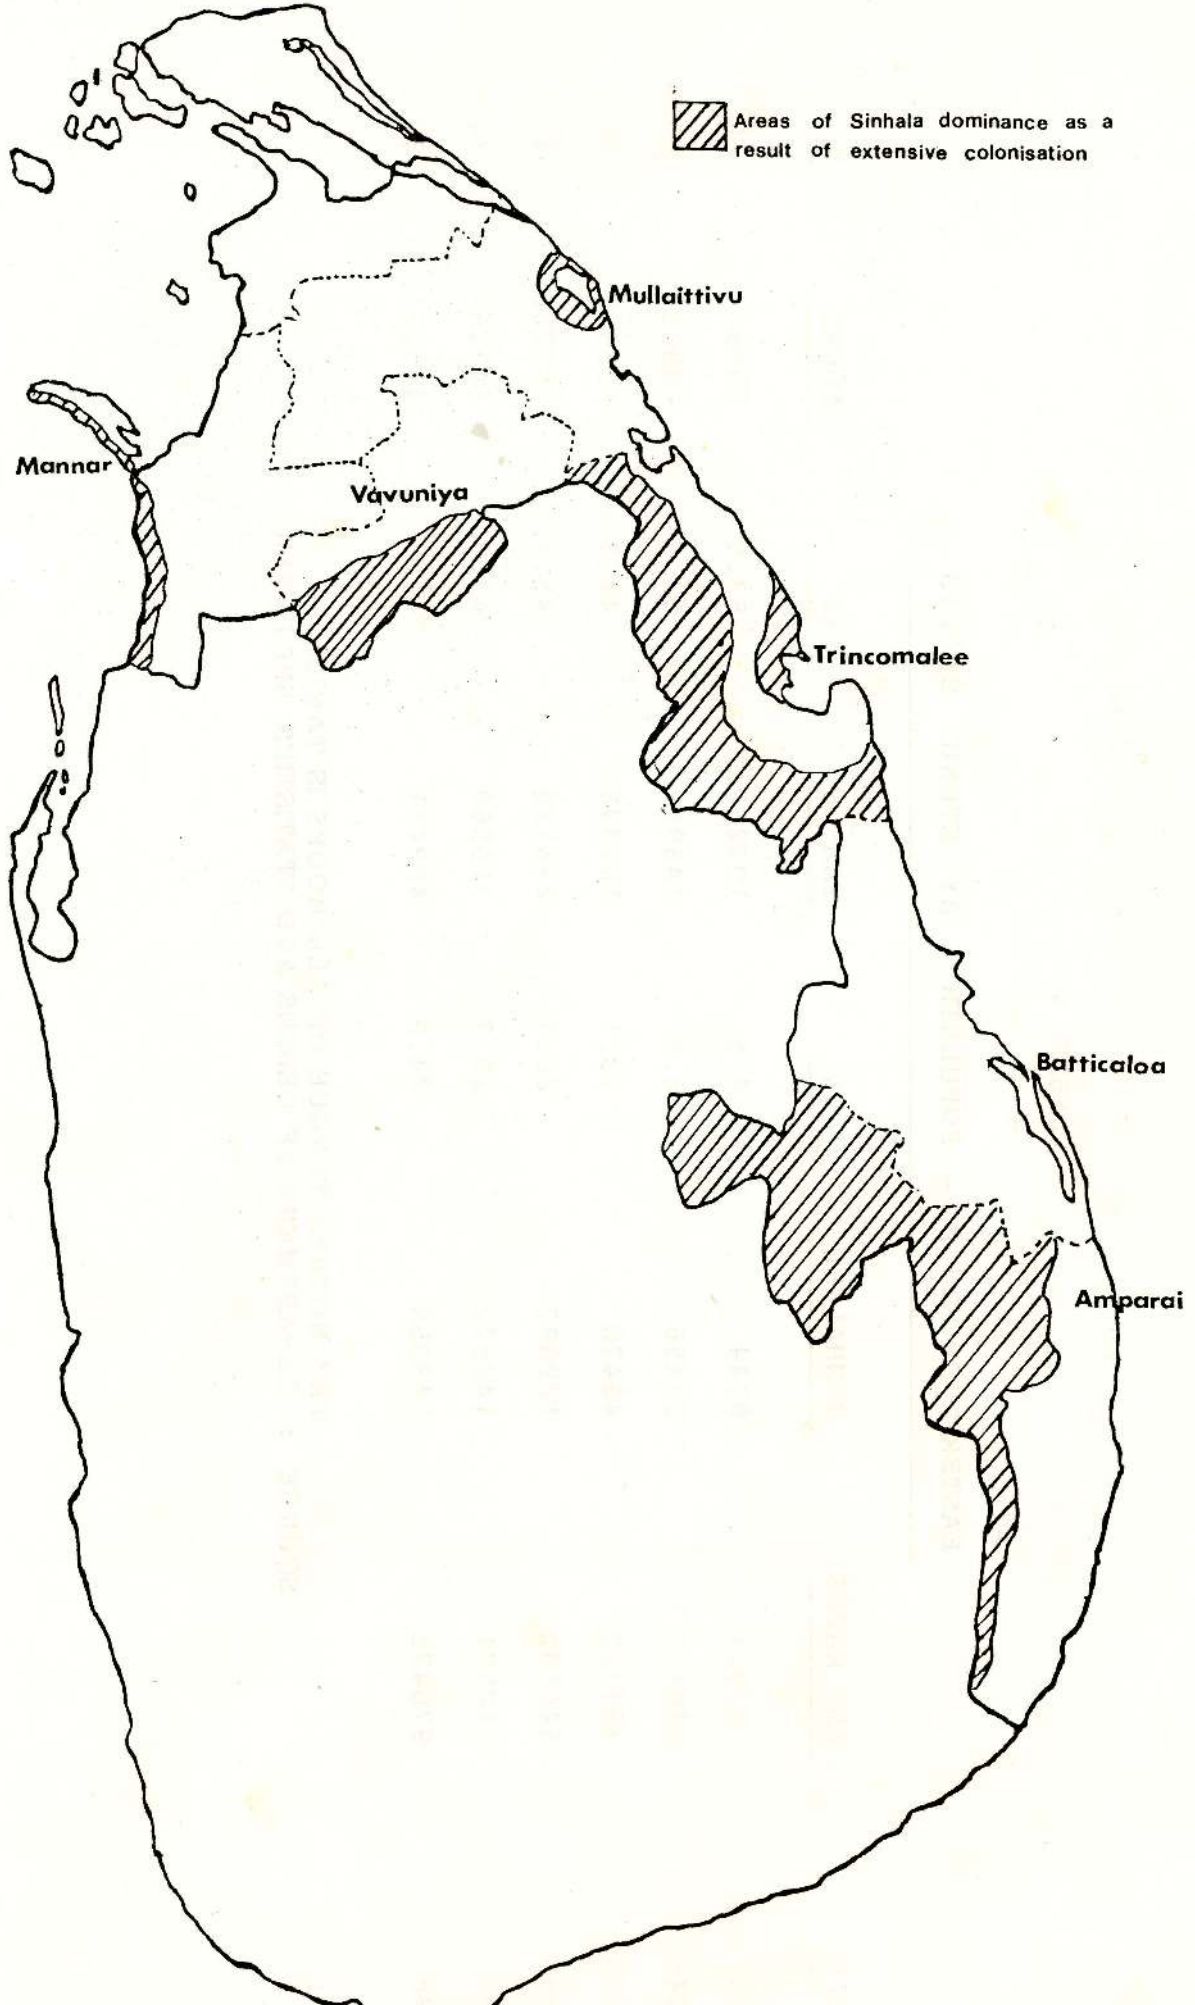 Areas of Sinhala dominance as a
result of extensive colonisation
Mullaittivu
Mannar
Vavuniya
Trincomalee
Batticaloa
Amparai